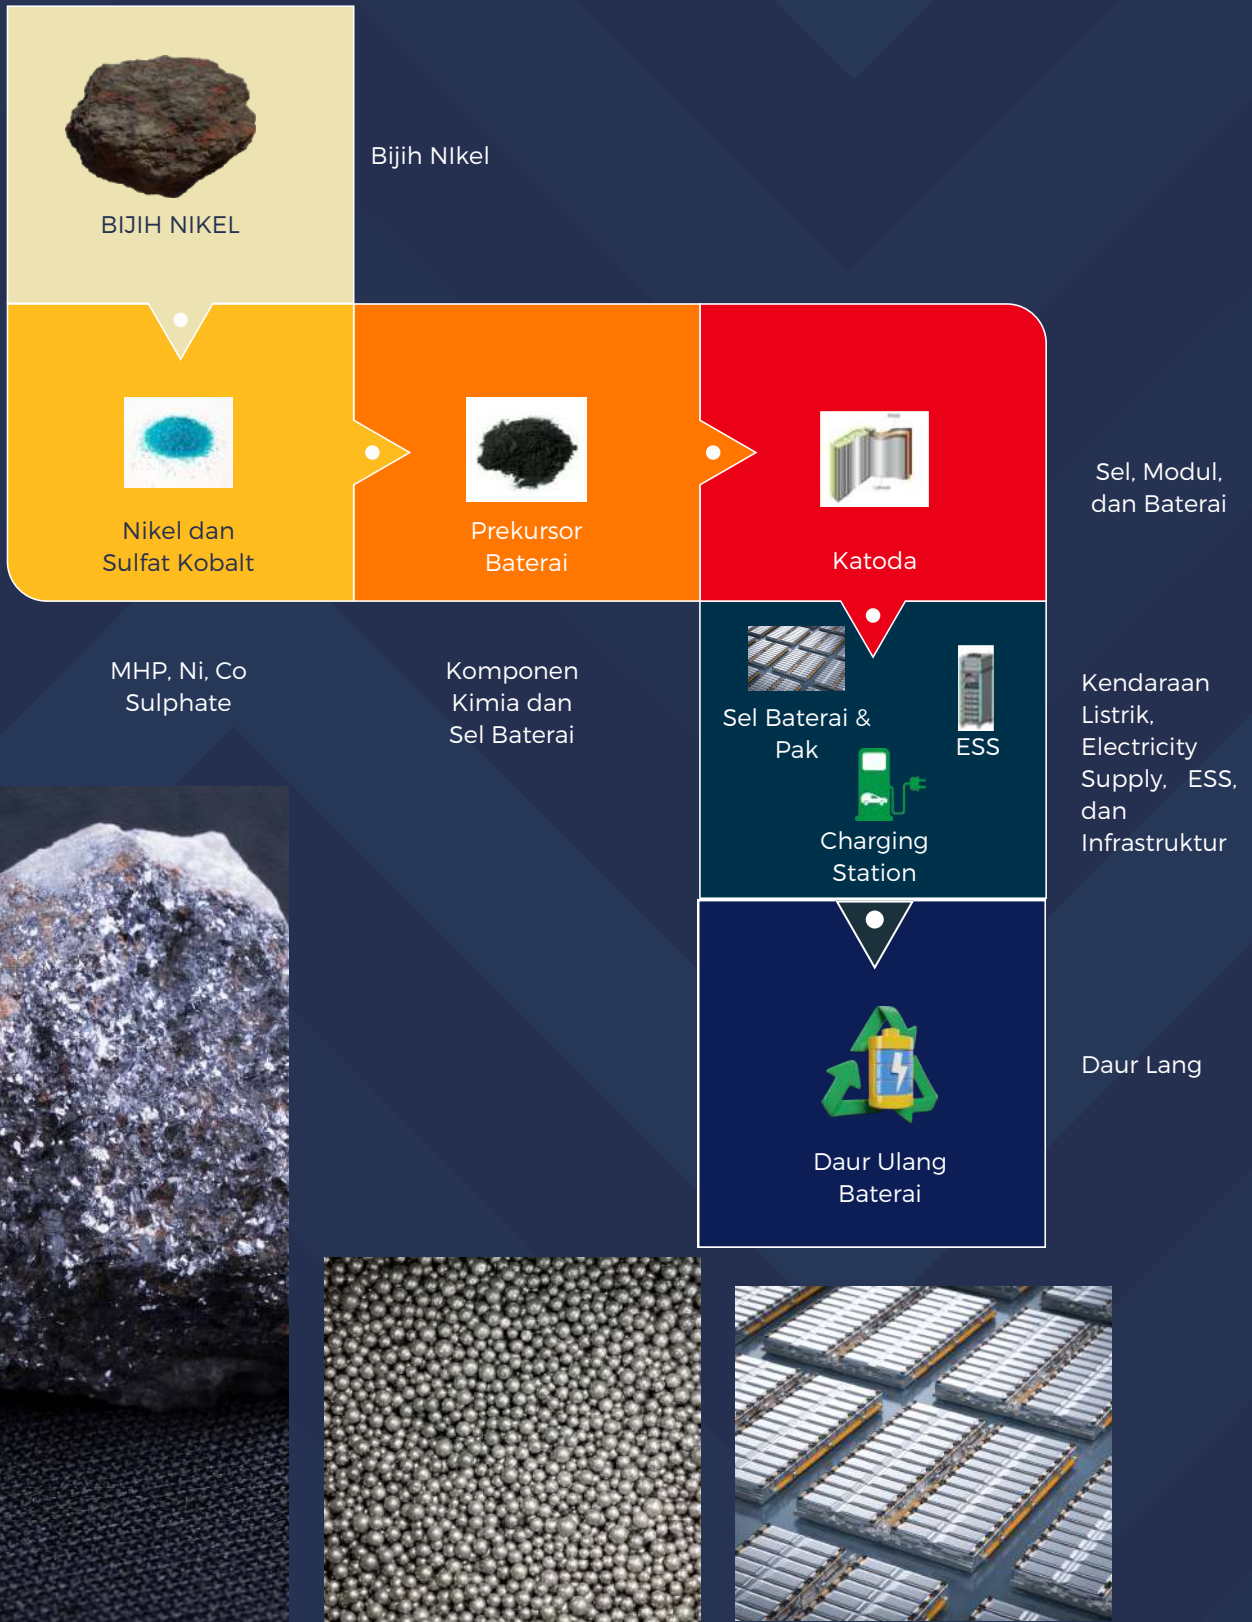 BIJIH NIKEL
Bijih NIkel
Nikel dan
Sulfat Kobalt
Prekursor
Baterai
Katoda
Sel, Modul,
dan Baterai
MHP, Ni, Co
Sulphate
Komponen
Kimia dan
Sel Baterai
Sel Baterai &
Pak
ESS
Charging
Station
Kendaraan
Listrik,
Electricity
Supply, ESS,
dan
Infrastruktur
Daur Ulang
Baterai
Daur Lang